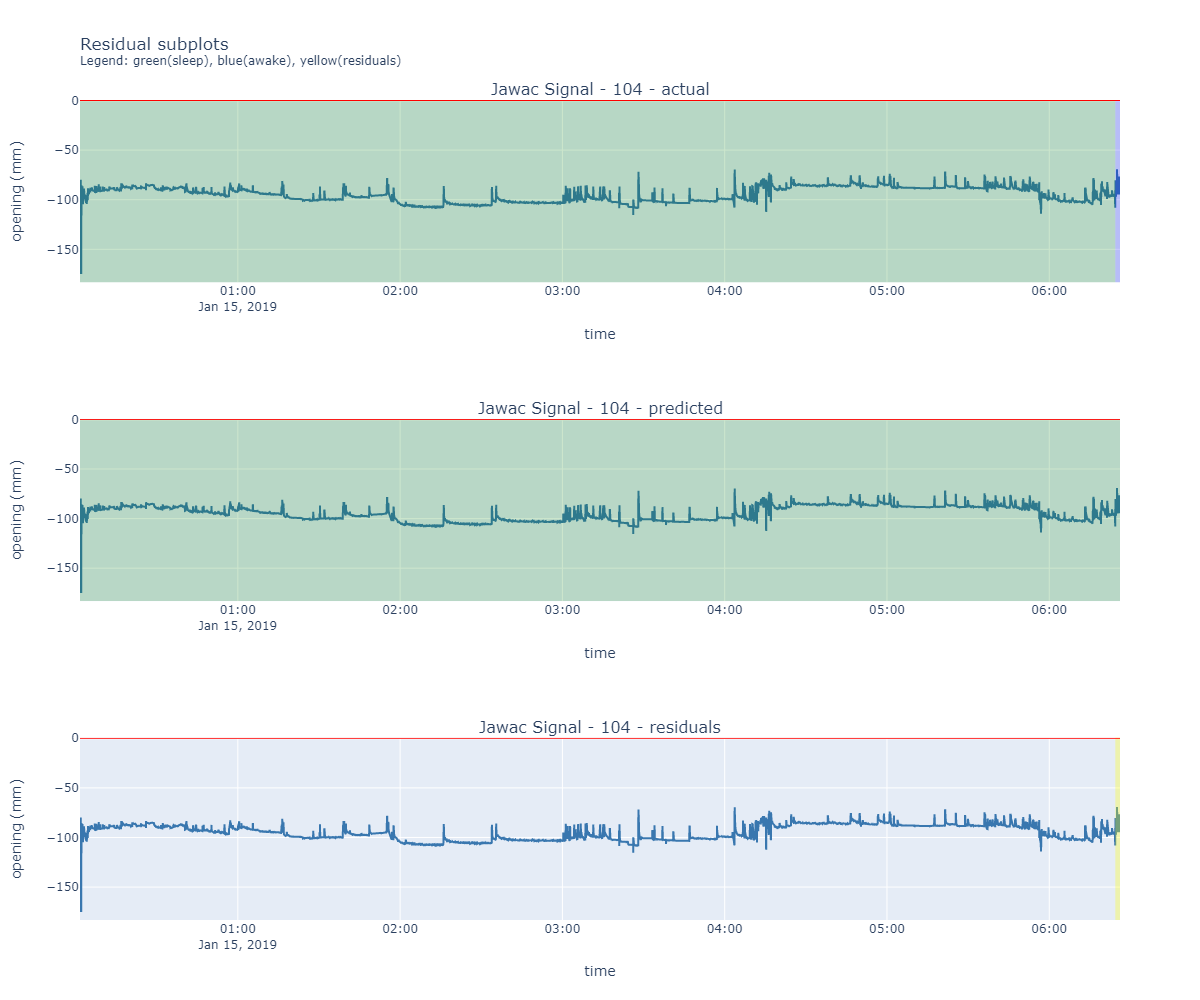 Residual subplots
Legend: green(sleep), blue(awake), yellow(residuals)
Jawac Signal - 104 - actual
0
−50
−100
−150
opening (mm)
01:00 02:00 03:00 04:00 05:00 06:00
Jan 15, 2019
time
Jawac Signal - 104 - predicted
0
−50
−100
−150
opening (mm)
01:00 02:00 03:00 04:00 05:00 06:00
Jan 15, 2019
time
Jawac Signal - 104 - residuals
0
−50
−100
−150
opening (mm)
01:00 02:00 03:00 04:00 05:00 06:00
Jan 15, 2019
time